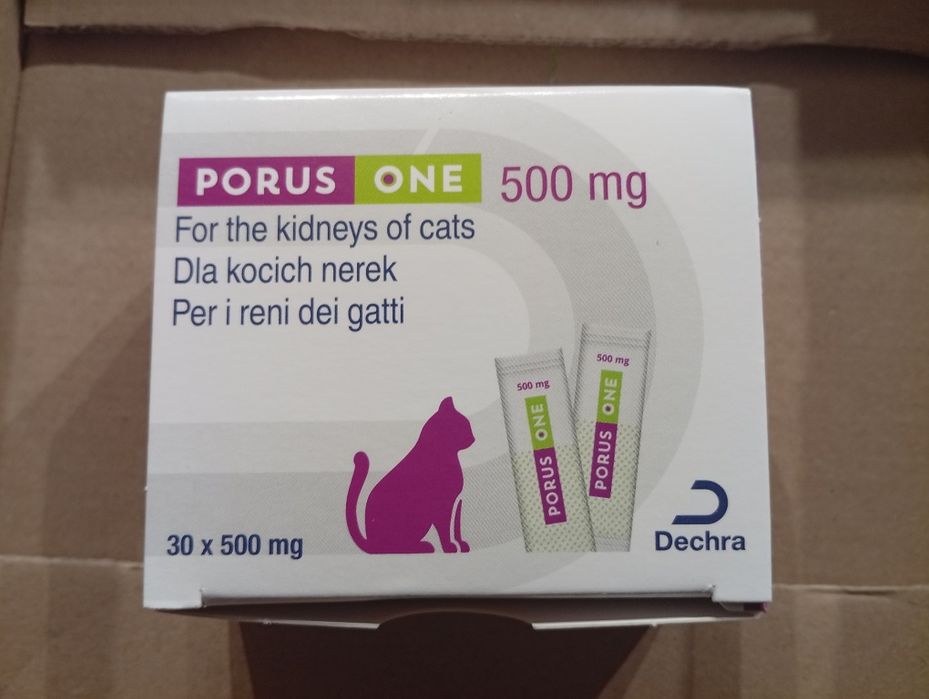 PORUS ONE 500 mg
For the kidneys of cats
Dla kocich nerek
Per i reni dei gatti
500 mg
PORUS ONE
500 mg
PORUS ONE
30 x 500 mg
Dechra